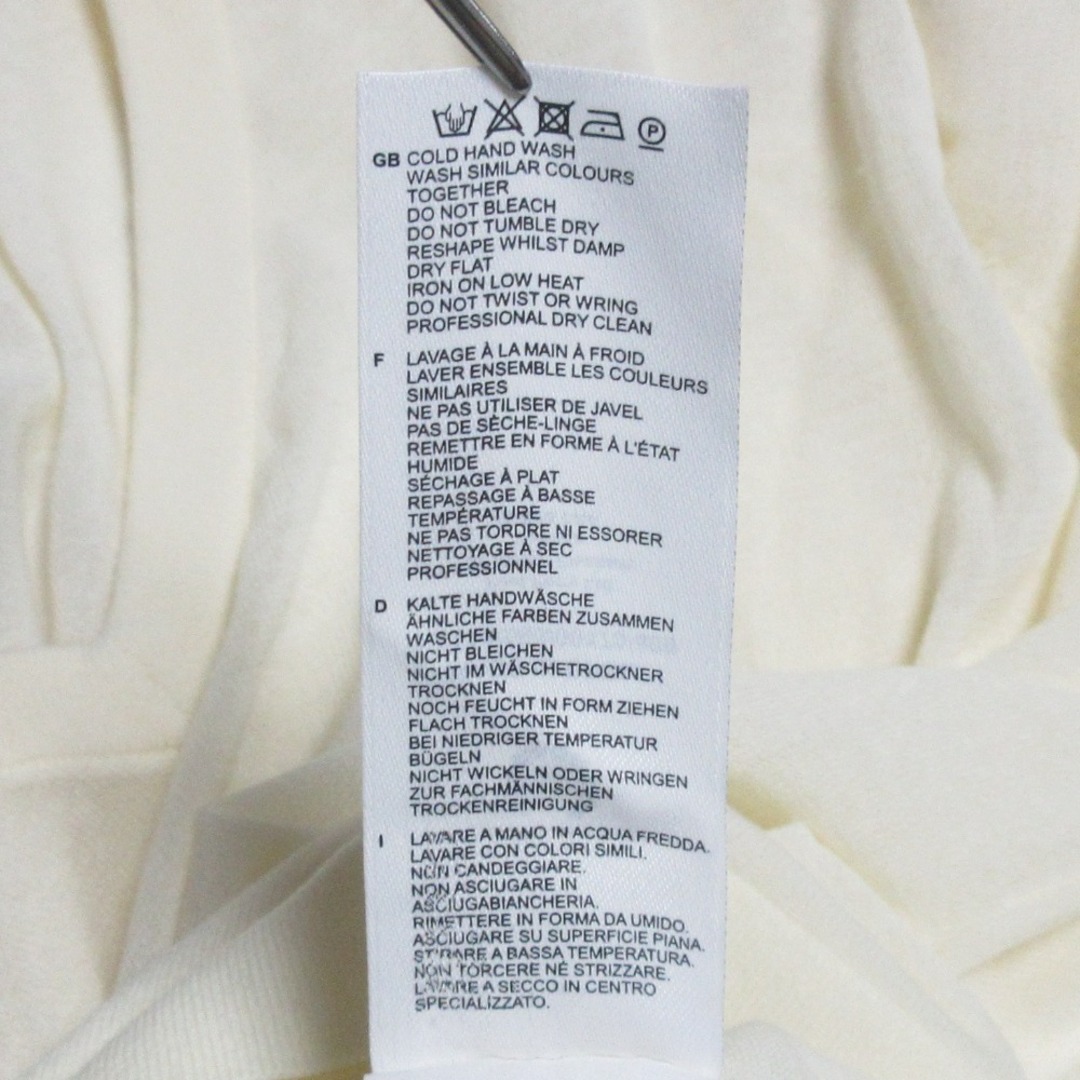 P
GB COLD HAND WASH
WASH SIMILAR COLOURS
TOGETHER
DO NOT BLEACH
DO NOT TUMBLE DRY
RESHAPE WHILST DAMP
DRY FLAT
IRON ON LOW HEAT
DO NOT TWIST OR WRING
PROFESSIONAL DRY CLEAN
F LAVAGE À LA MAIN À FROID
LAVER ENSEMBLE LES COULEURS
SIMILAIRES
NE PAS UTILISER DE JAVEL
PAS DE SÈCHE-LINGE
REMETTRE EN FORME À L'ÉTAT
HUMIDE
SÉCHAGE À PLAT
REPASSAGE À BASSE
TEMPÉRATURE
NE PAS TORDRE NI ESSORER
NETTOYAGE À SEC
PROFESSIONNEL
D KALTE HANDWÄSCHE
ÄHNLICHE FARBEN ZUSAMMEN
WASCHEN
NICHT BLEICHEN
NICHT IM WÄSCHETROCKNER
TROCKNEN
NOCH FEUCHT IN FORM ZIEHEN
FLACH TROCKNEN
BEI NIEDRIGER TEMPERATUR
BÜGELN
NICHT WICKELN ODER WRINGEN
ZUR FACHMÄNNISCHEN
TROCKENREINIGUNG
I LAVARE A MANO IN ACQUA FREDDA.
LAVARE CON COLORI SIMILI.
NON CANDEGGIARE.
NON ASCIUGARE IN
ASCIUGABIANCHERIA.
RIMETTERE IN FORMA DA UMIDO.
ASCIUGARE SU SUPERFICIE PIANA.
STIRARE A BASSA TEMPERATURA.
NON TORCERE NÉ STRIZZARE.
LAVARE A SECCO IN CENTRO
SPECIALIZZATO.